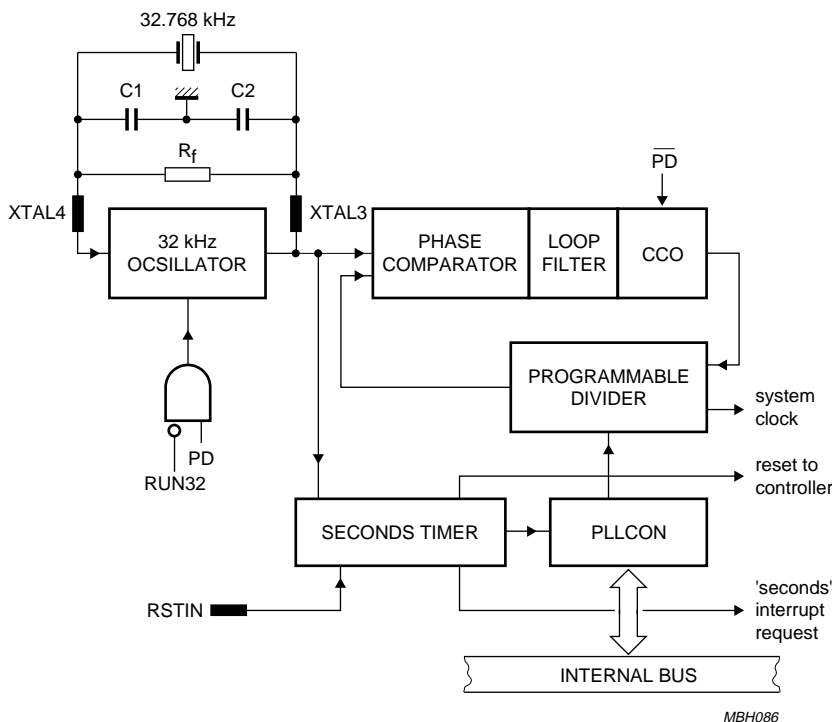 32.768 kHz
C1
C2
Rf
PD
XTAL4
XTAL3
32 kHz
OCSILLATOR
PHASE
COMPARATOR
LOOP
FILTER
CCO
PROGRAMMABLE
DIVIDER
system
clock
PD
RUN32
reset to
controller
SECONDS TIMER
PLLCON
RSTIN
'seconds'
interrupt
request
INTERNAL BUS
MBH086